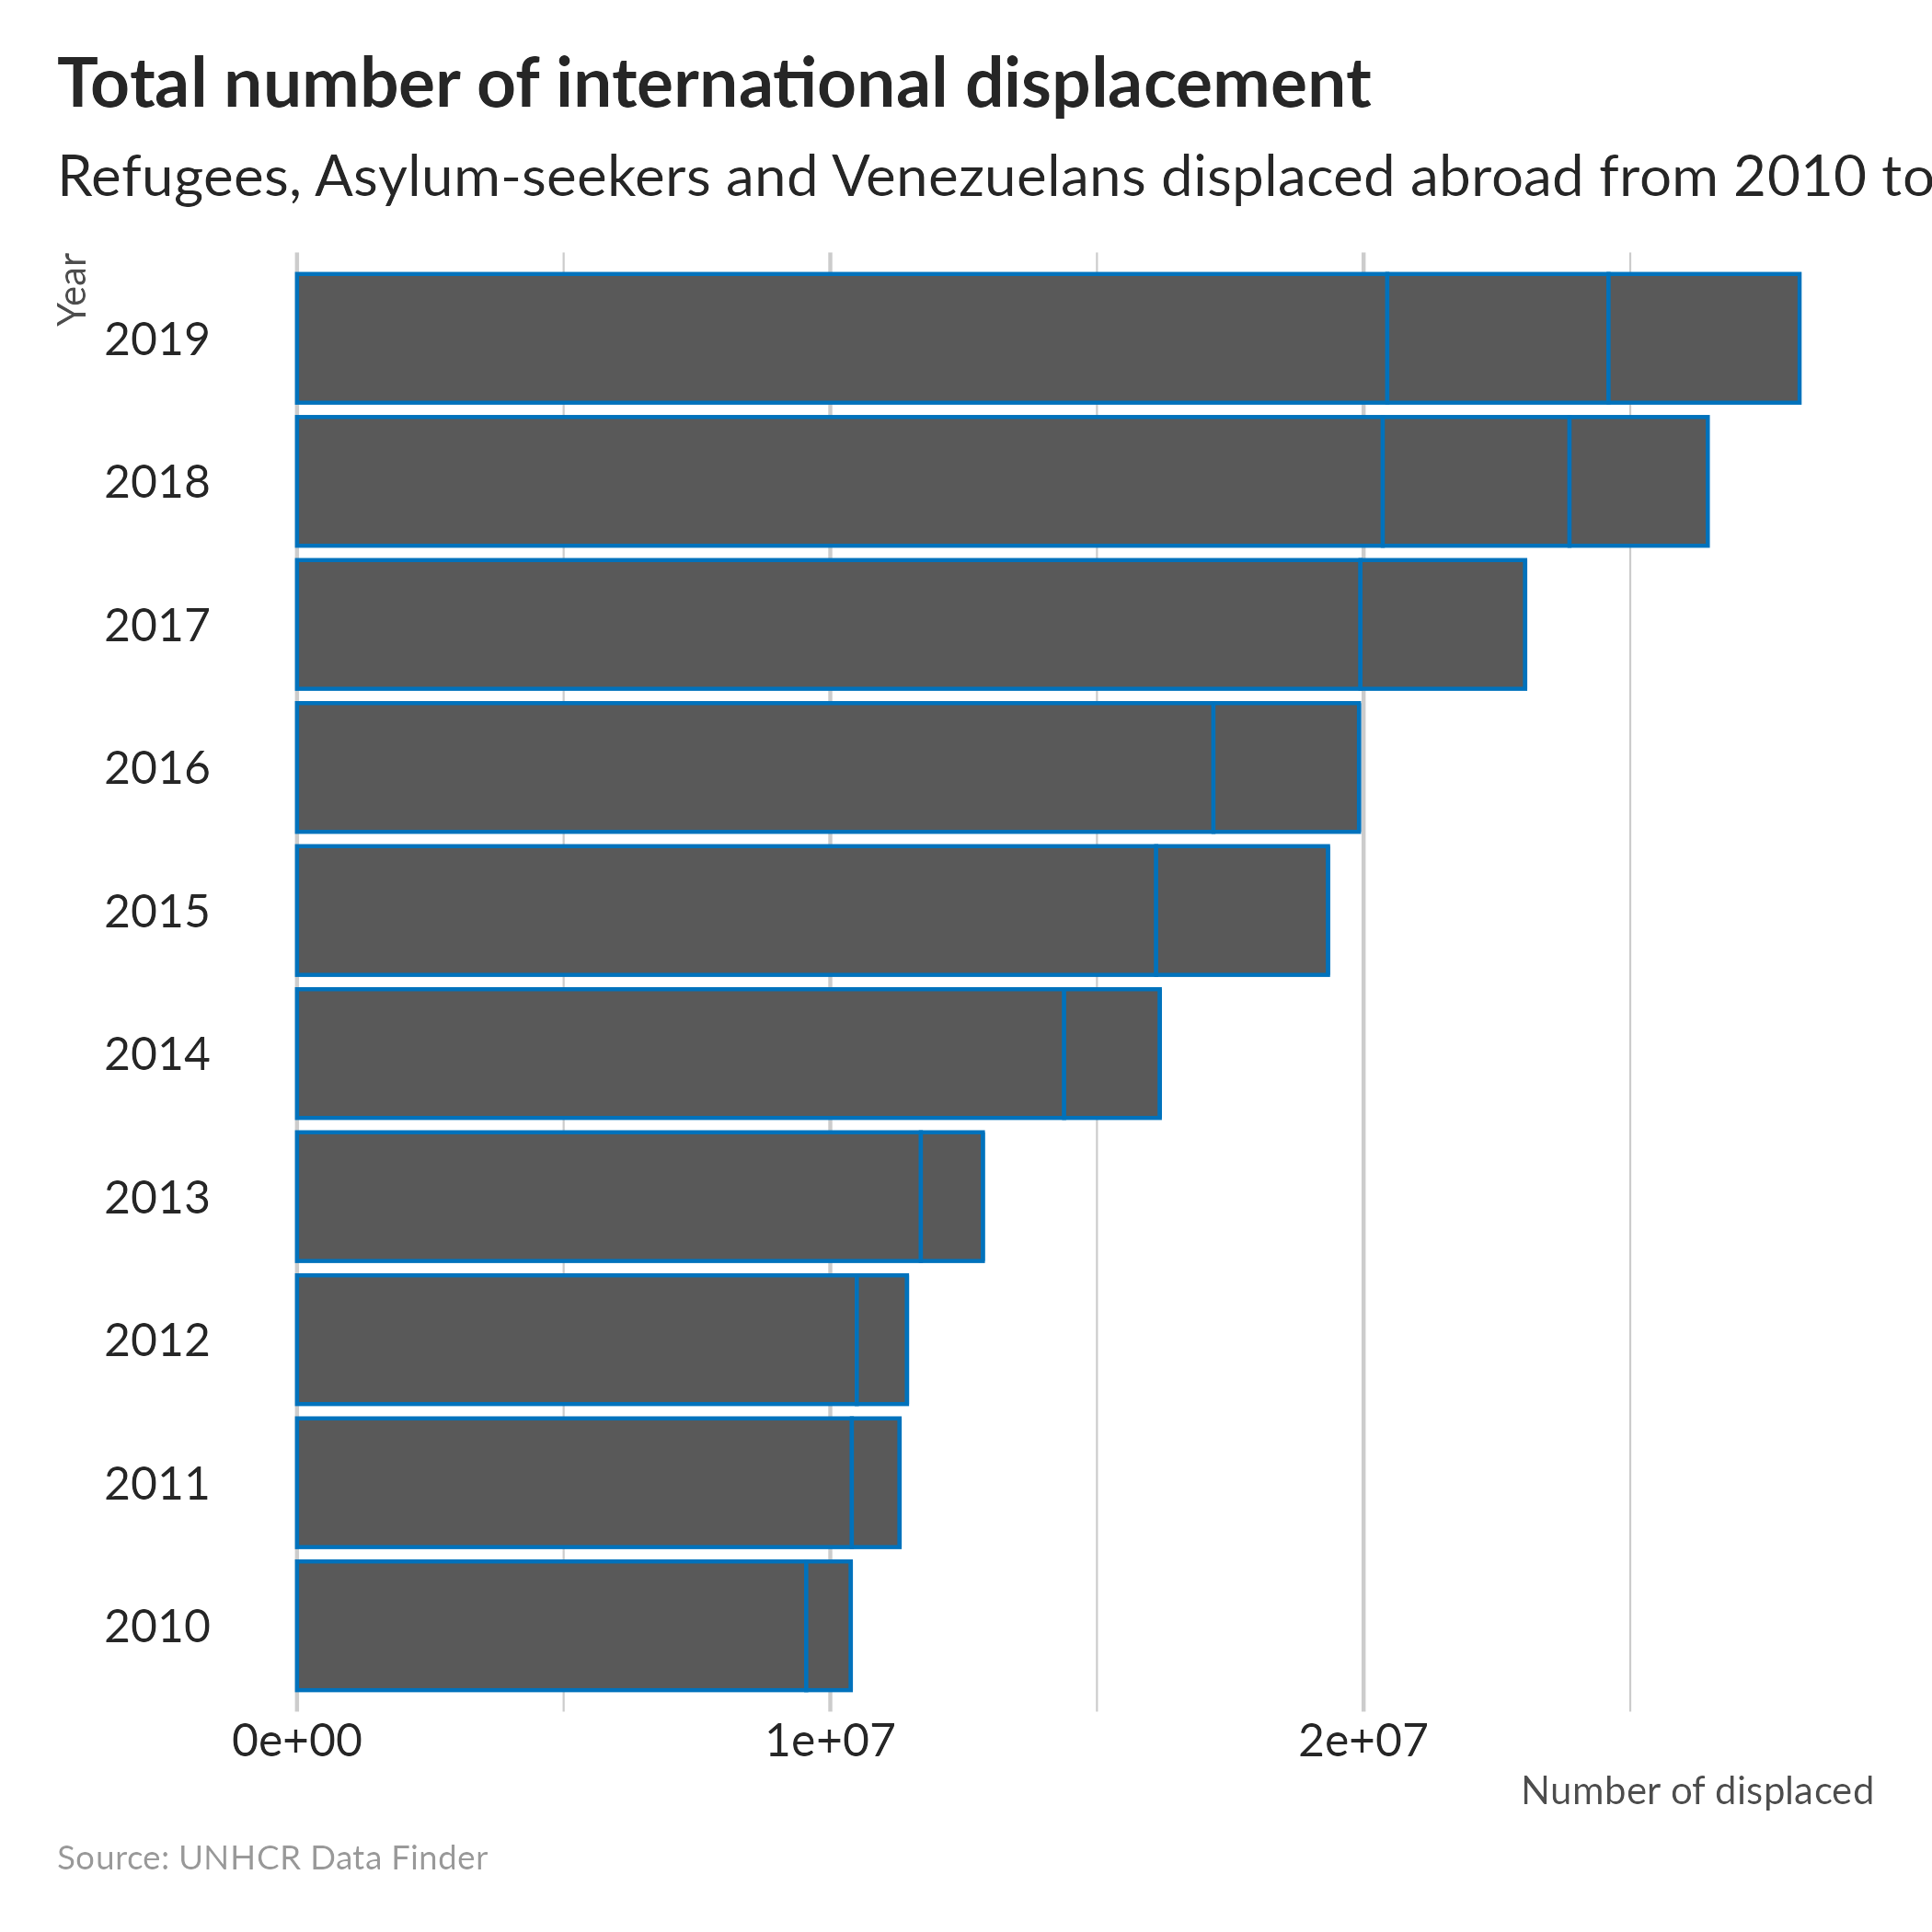 Total number of international displacement
Refugees, Asylum-seekers and Venezuelans displaced abroad from 2010 to
Year
2019
2018
2017
2016
2015
2014
2013
2012
2011
2010
0e+00 1e+07 2e+07
Number of displaced
Source: UNHCR Data Finder